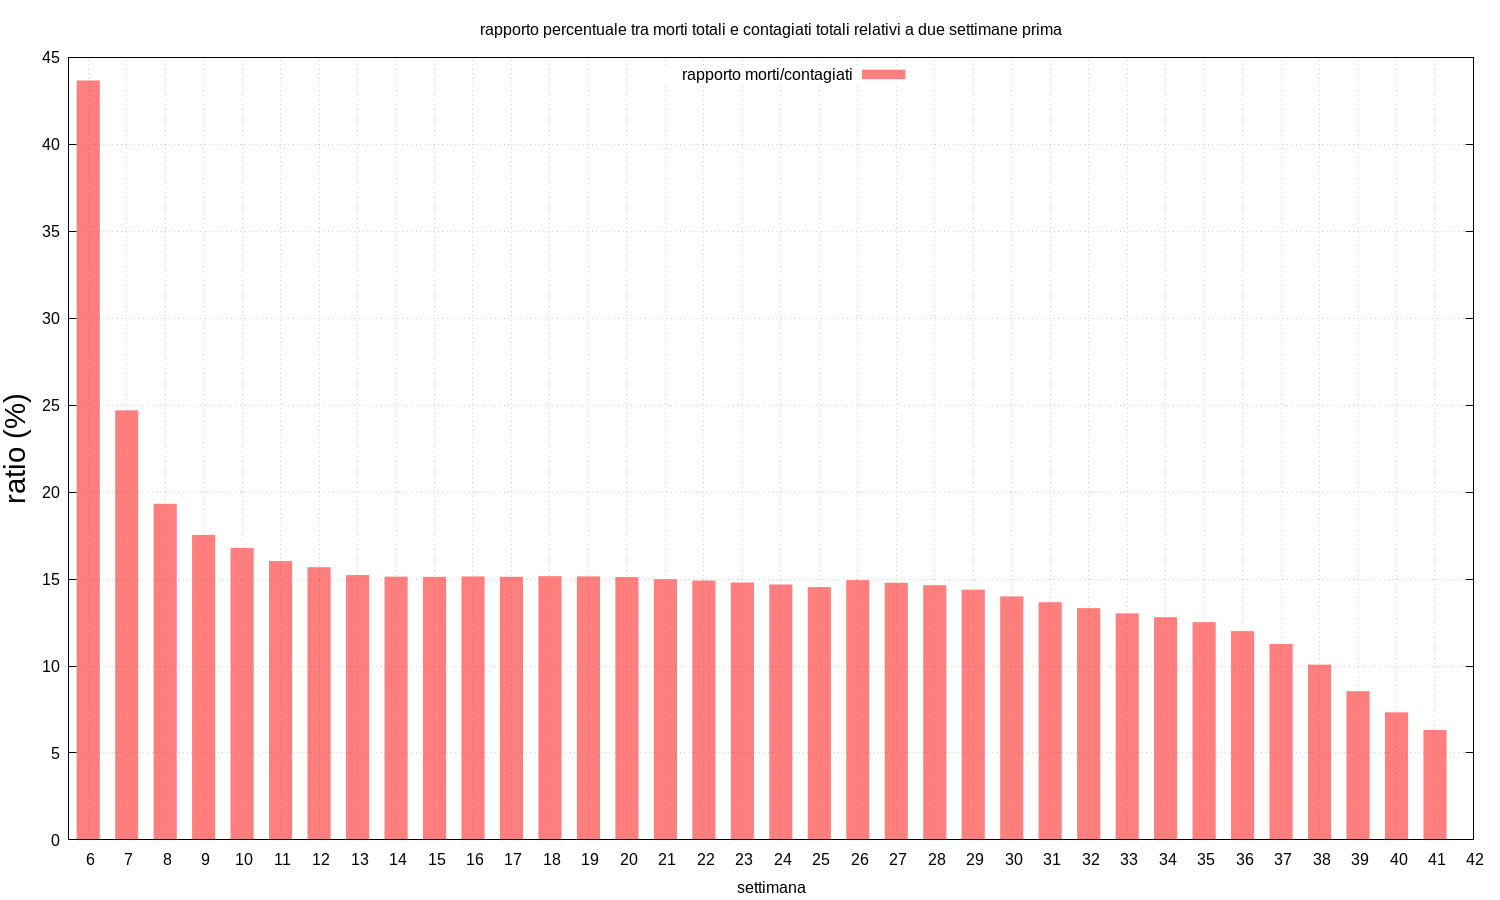 rapporto percentuale tra morti totali e contagiati totali relativi a due settimane prima
rapporto morti/contagiati
ratio (%)
45
40
35
30
25
20
15
10
5
0
6 7 8 9 10 11 12 13 14 15 16 17 18 19 20 21 22 23 24 25 26 27 28 29 30 31 32 33 34 35 36 37 38 39 40 41 42
settimana